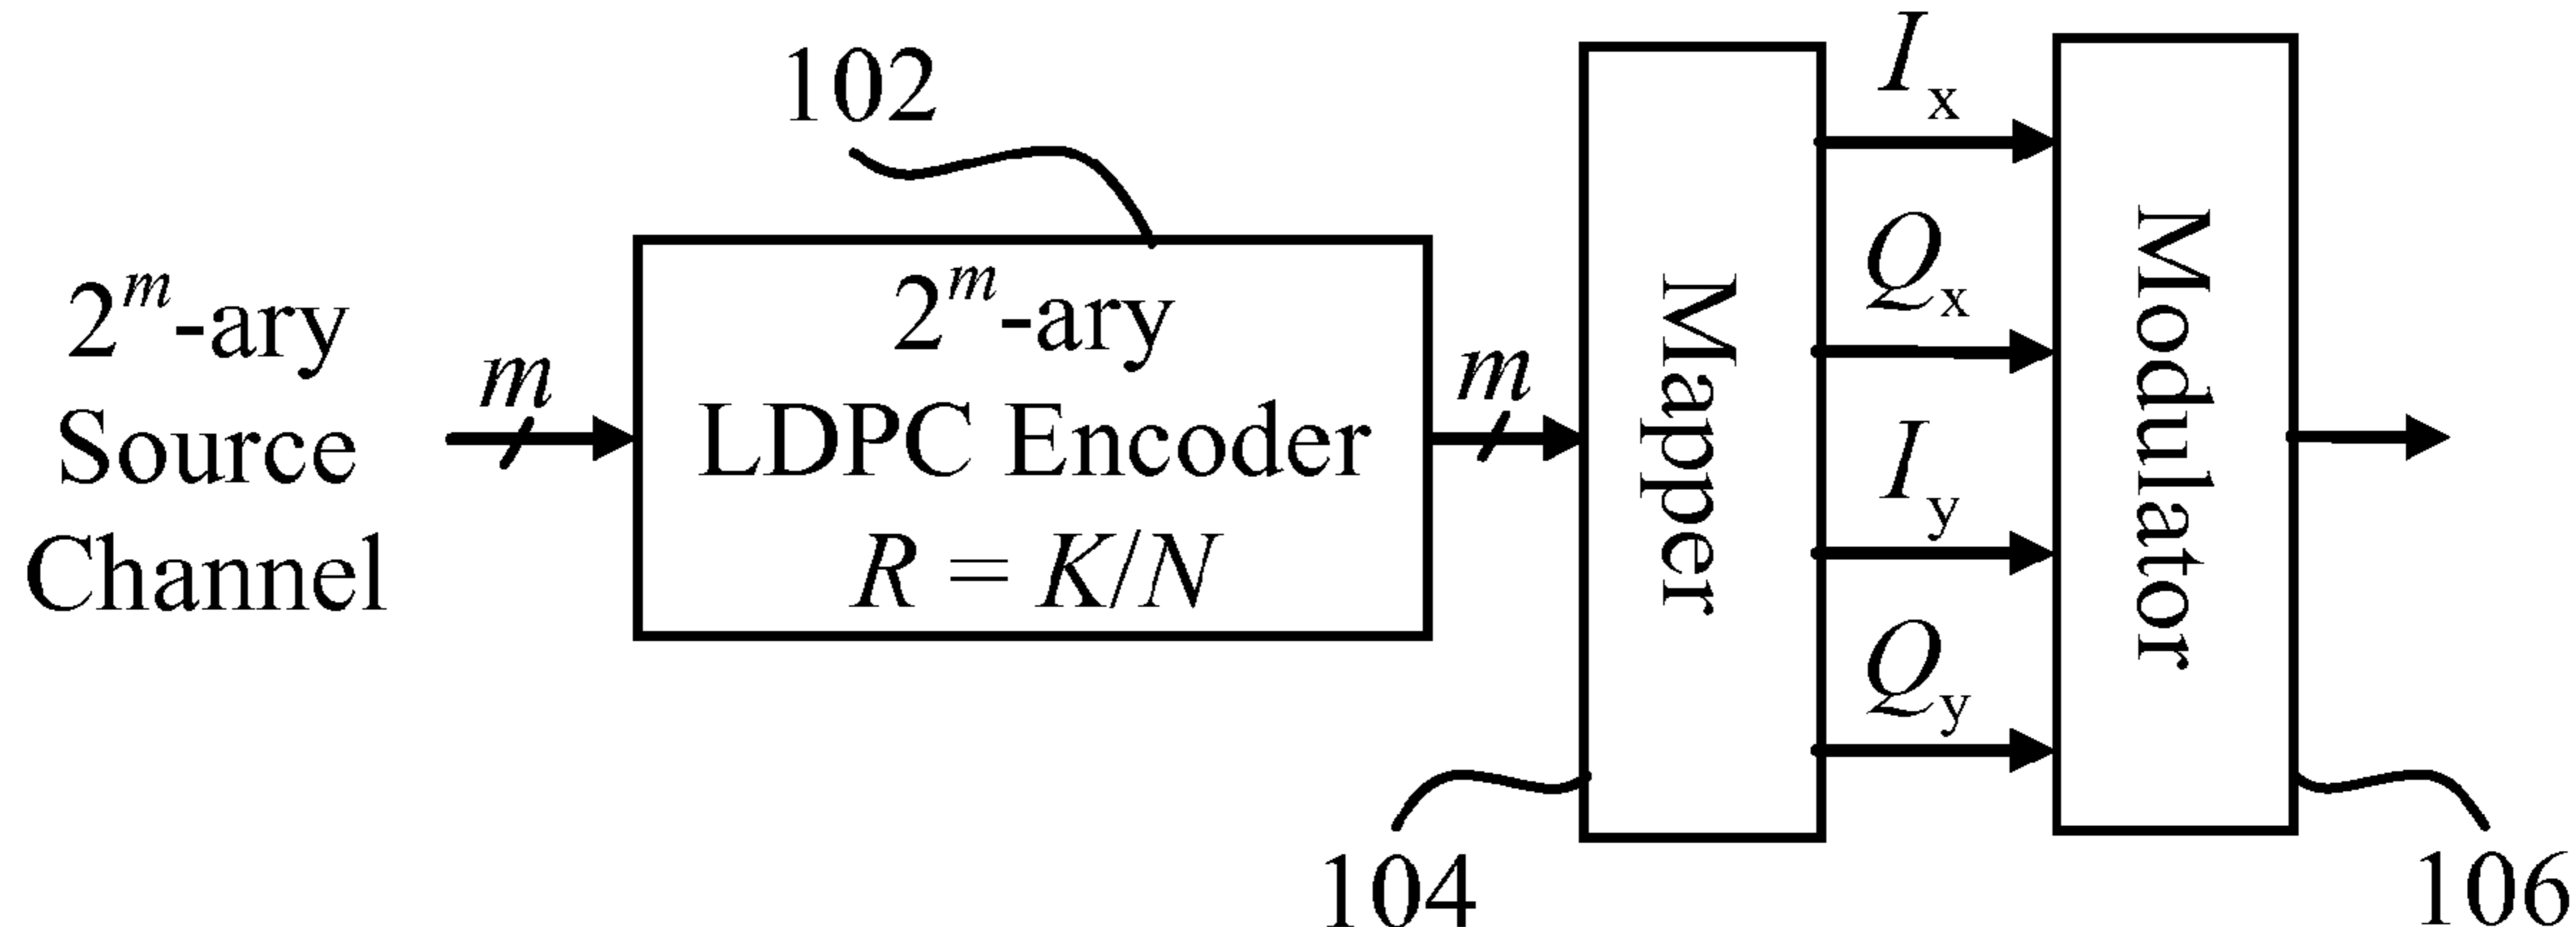 2^m-ary
Source
Channel
m
102
2^m-ary
LDPC Encoder
R = K/N
m
Mapper
104
I_x
Q_x
I_y
Q_y
Modulator
106